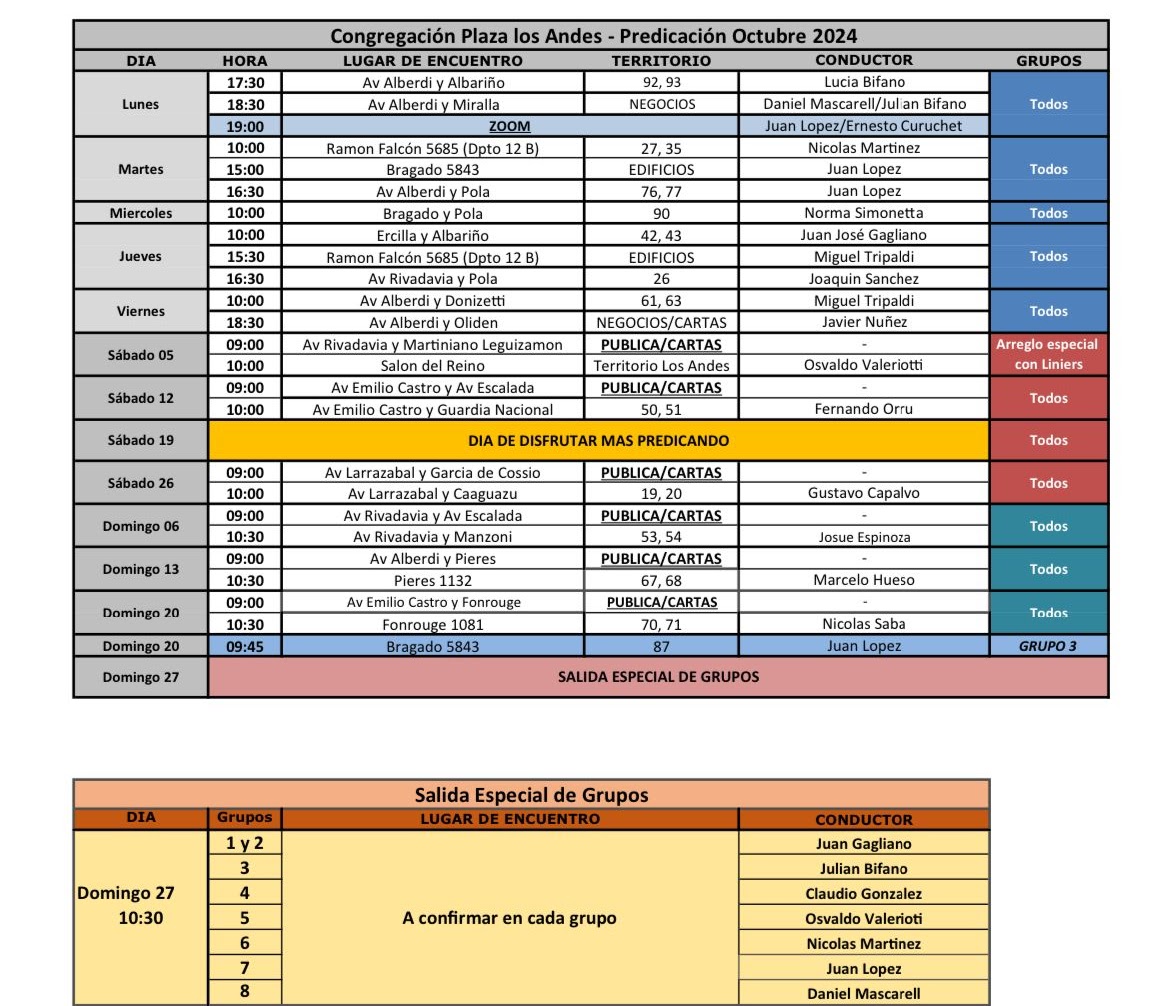 Congregación Plaza los Andes - Predicación Octubre 2024
DIA HORA LUGAR DE ENCUENTRO TERRITORIO CONDUCTOR GRUPOS
Lunes 17:30 Av Alberdi y Albariño 92, 93 Lucia Bifano Todos
18:30 Av Alberdi y Miralla NEGOCIOS Daniel Mascarell/Julian Bifano
19:00 ZOOM Juan Lopez/Ernesto Curuchet
Martes 10:00 Ramon Falcón 5685 (Dpto 12 B) 27, 35 Nicolas Martinez Todos
15:00 Bragado 5843 EDIFICIOS Juan Lopez
16:30 Av Alberdi y Pola 76, 77 Juan Lopez
Miercoles 10:00 Bragado y Pola 90 Norma Simonetta Todos
Jueves 10:00 Ercilla y Albariño 42, 43 Juan José Gagliano Todos
15:30 Ramon Falcón 5685 (Dpto 12 B) EDIFICIOS Miguel Tripaldi
16:30 Av Rivadavia y Pola 26 Joaquin Sanchez
Viernes 10:00 Av Alberdi y Donizetti 61, 63 Miguel Tripaldi Todos
18:30 Av Alberdi y Oliden NEGOCIOS/CARTAS Javier Nuñez
Sábado 05 09:00 Av Rivadavia y Martiniano Leguizamon PUBLICA/CARTAS - Arreglo especial
10:00 Salon del Reino Territorio Los Andes Osvaldo Valeriotti con Liniers
Sábado 12 09:00 Av Emilio Castro y Av Escalada PUBLICA/CARTAS - Todos
10:00 Av Emilio Castro y Guardia Nacional 50, 51 Fernando Orru
Sábado 19 DIA DE DISFRUTAR MAS PREDICANDO Todos
Sábado 26 09:00 Av Larrazabal y Garcia de Cossio PUBLICA/CARTAS - Todos
10:00 Av Larrazabal y Caaguazu 19, 20 Gustavo Capalvo
Domingo 06 09:00 Av Rivadavia y Av Escalada PUBLICA/CARTAS - Todos
10:30 Av Rivadavia y Manzoni 53, 54 Josue Espinoza
Domingo 13 09:00 Av Alberdi y Pieres PUBLICA/CARTAS - Todos
10:30 Pieres 1132 67, 68 Marcelo Hueso
Domingo 20 09:00 Av Emilio Castro y Fonrouge PUBLICA/CARTAS - Todos
10:30 Fonrouge 1081 70, 71 Nicolas Saba
Domingo 20 09:45 Bragado 5843 87 Juan Lopez GRUPO 3
Domingo 27 SALIDA ESPECIAL DE GRUPOS
Salida Especial de Grupos
DIA Grupos LUGAR DE ENCUENTRO CONDUCTOR
1 y 2 Juan Gagliano
3 Julian Bifano
Domingo 27 4 Claudio Gonzalez
10:30 5 A confirmar en cada grupo Osvaldo Valerioti
6 Nicolas Martinez
7 Juan Lopez
8 Daniel Mascarell